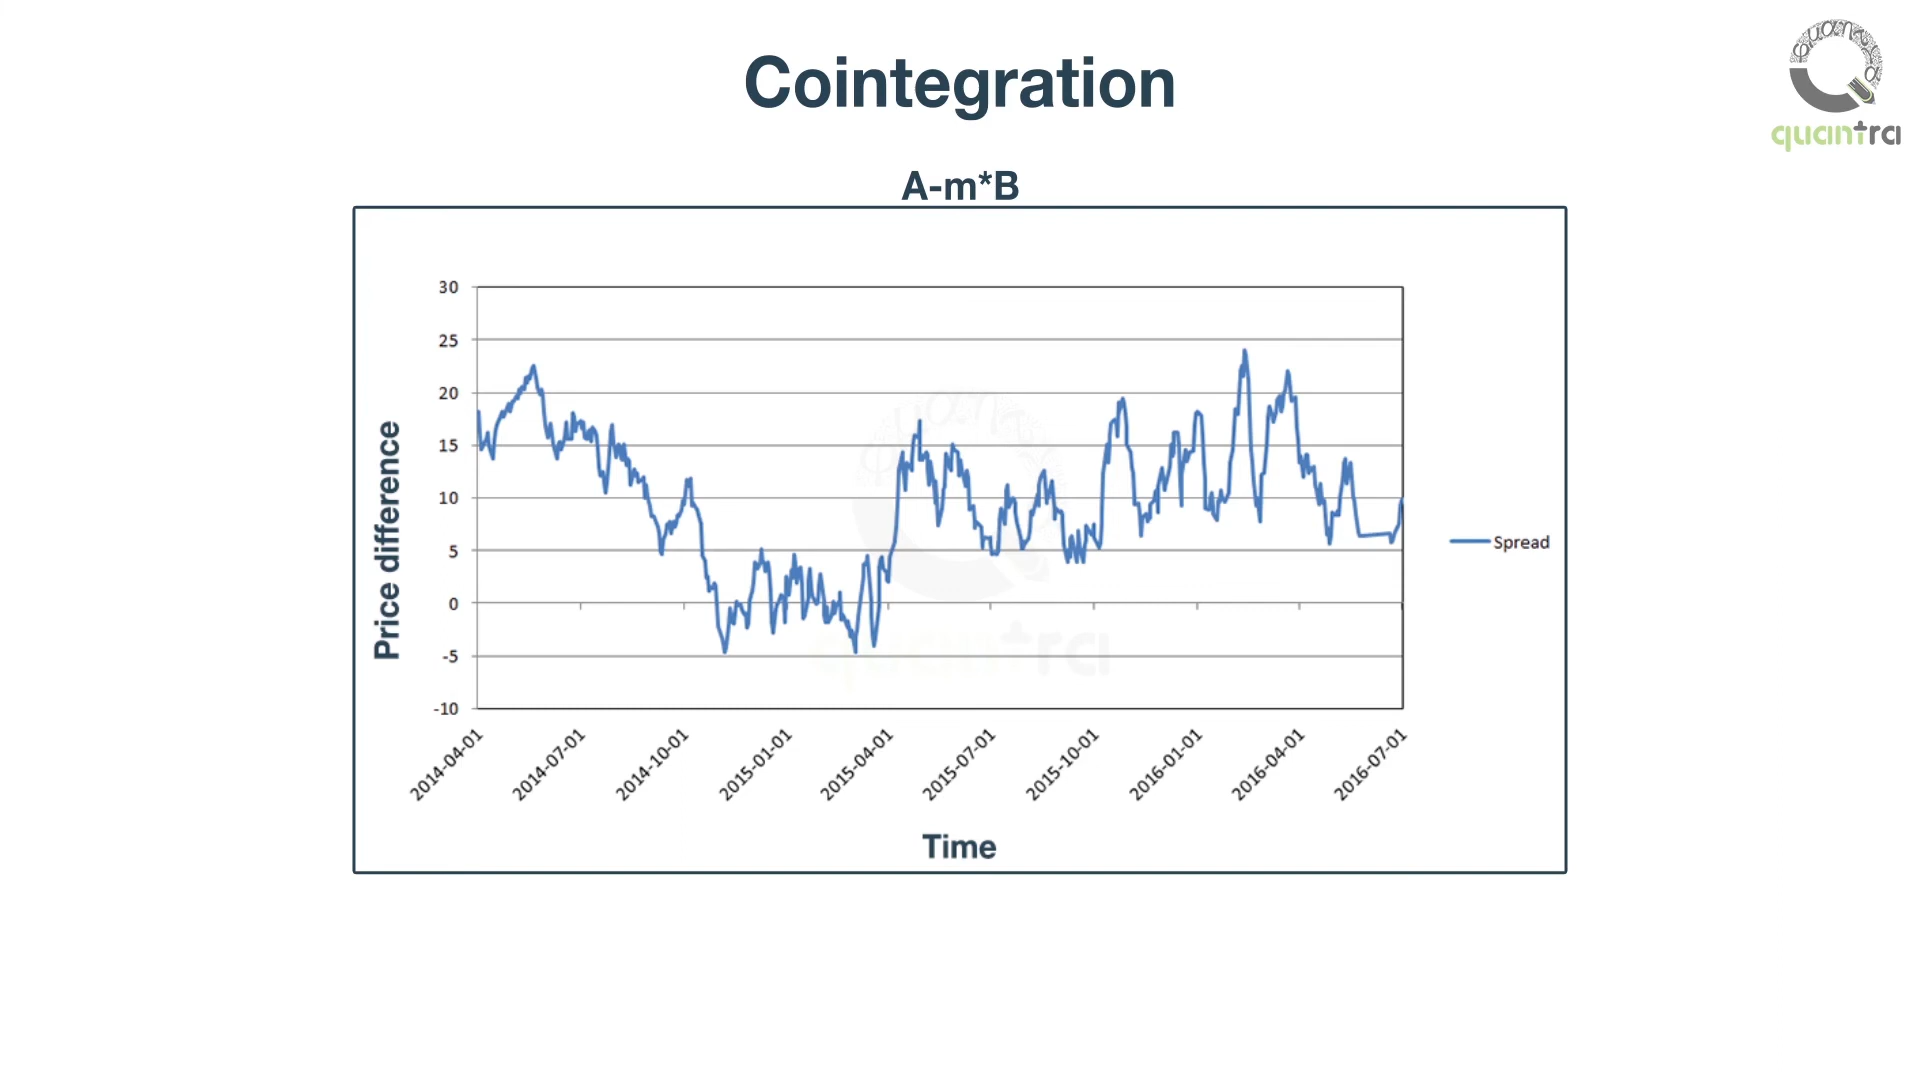 Cointegration
quantra
A-m*B
30
25
20
15
10
5
0
-5
-10
Price difference
2014-04-01
2014-07-01
2014-10-01
2015-01-01
2015-04-01
2015-07-01
2015-10-01
2016-01-01
2016-04-01
2016-07-01
Time
Spread
quantra